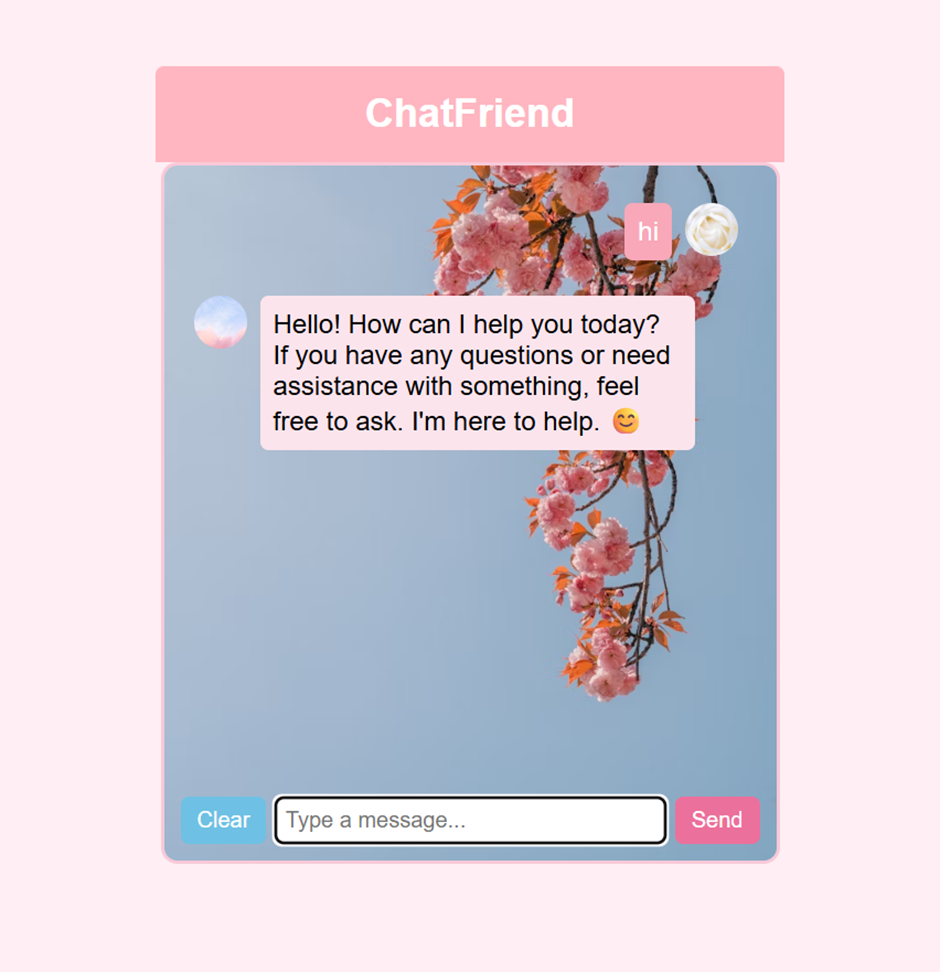 ChatFriend
hi
Hello! How can I help you today?
If you have any questions or need
assistance with something, feel
free to ask. I'm here to help. 😊
Clear
Type a message...
Send